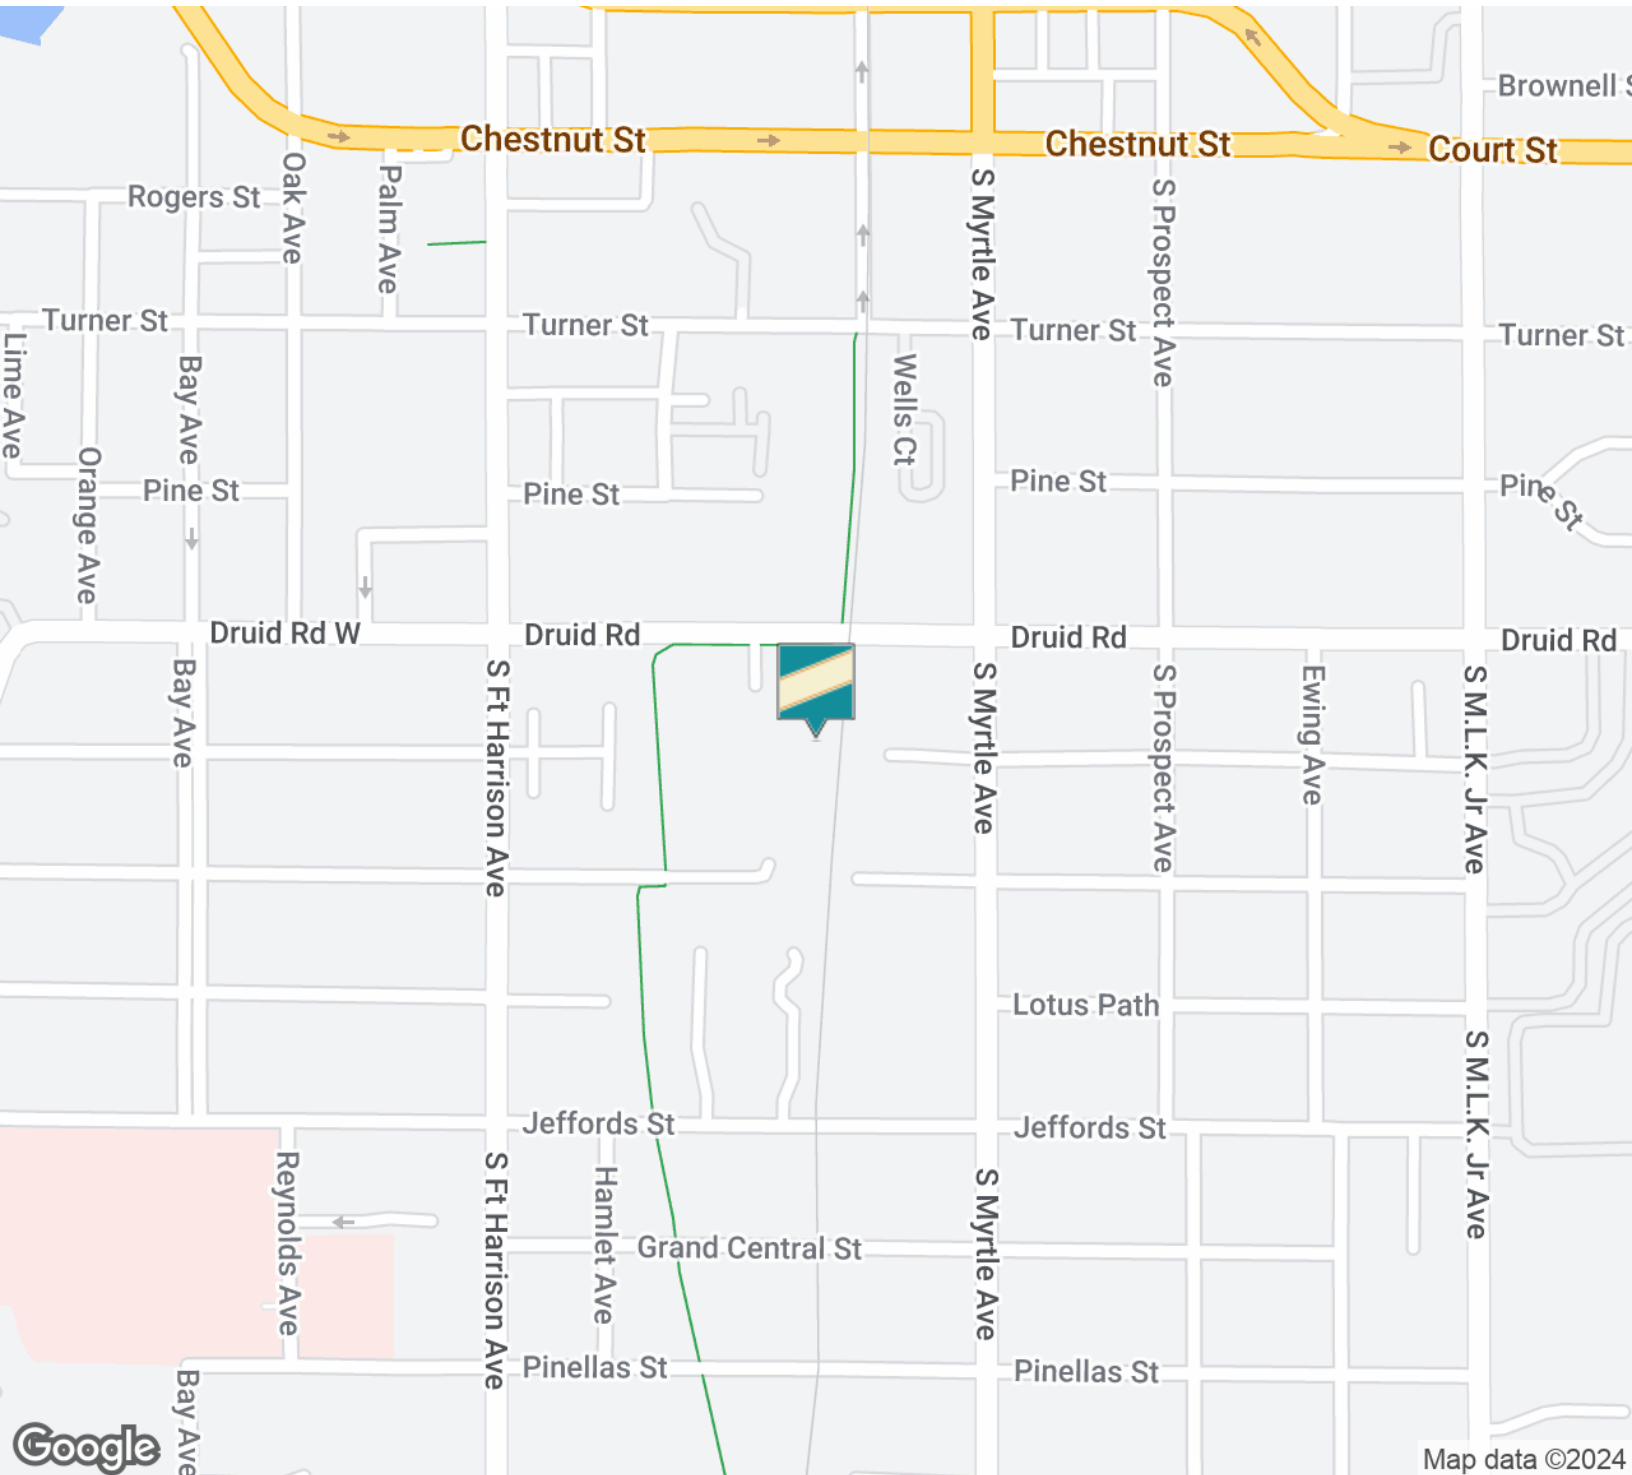 Brownell S
Chestnut St
Chestnut St
Court St
Oak Ave
Palm Ave
Rogers St
S Myrtle Ave
S Prospect Ave
Turner St
Turner St
Turner St
Turner St
Lime Ave
Bay Ave
Wells Ct
Orange Ave
Pine St
Pine St
Pine St
Pine St
Druid Rd W
Druid Rd
Druid Rd
Druid Rd
Bay Ave
S Ft Harrison Ave
S Myrtle Ave
S Prospect Ave
Ewing Ave
S M.L.K. Jr Ave
Lotus Path
S M.L.K. Jr Ave
Jeffords St
Jeffords St
Reynolds Ave
S Ft Harrison Ave
Hamlet Ave
S Myrtle Ave
Grand Central St
Pinellas St
Pinellas St
Bay Ave
Google
Map data ©2024